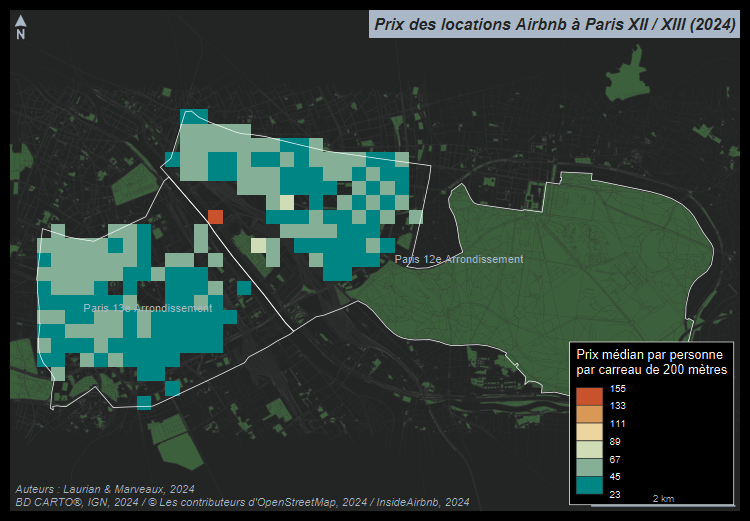 Prix des locations Airbnb à Paris XII / XIII (2024)
N
Paris 12e Arrondissement
Paris 13e Arrondissement
Prix médian par personne
par carreau de 200 mètres
155
133
111
89
67
45
23
2 km
Auteurs : Laurian & Marveaux, 2024
BD CARTO®, IGN, 2024 / © Les contributeurs d'OpenStreetMap, 2024 / InsideAirbnb, 2024